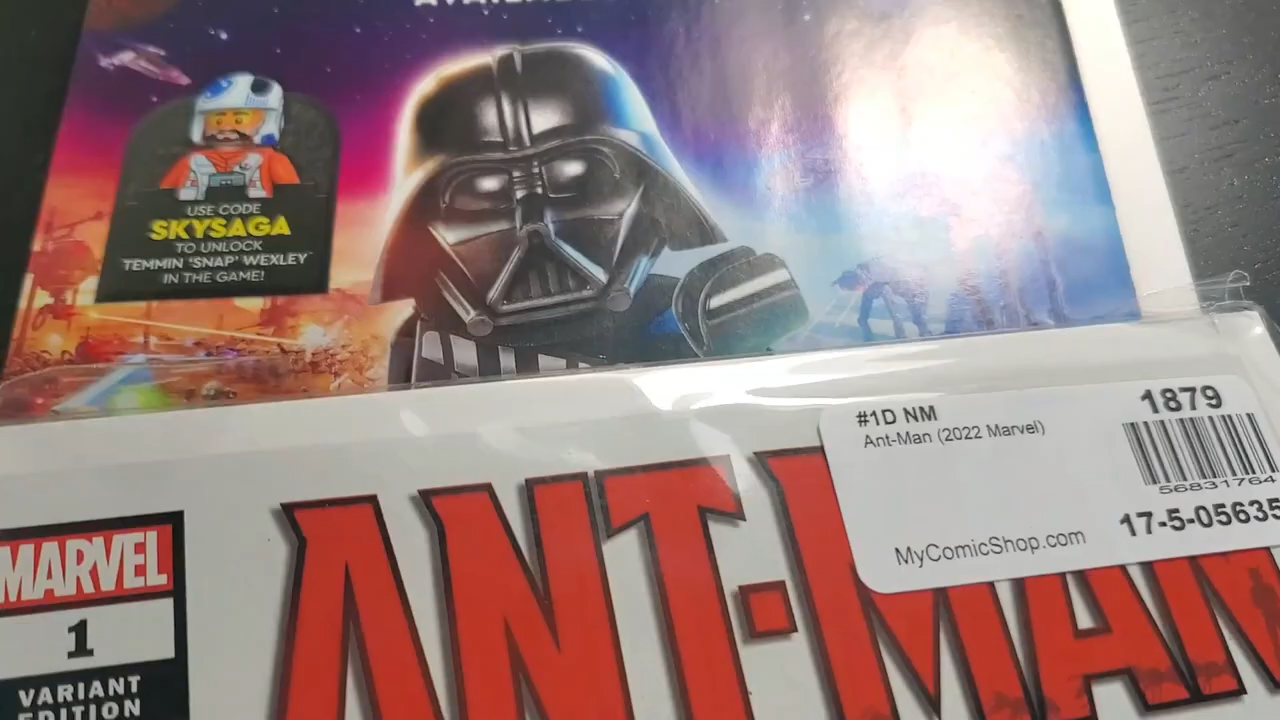 USE CODE
SKYSAGA
TO UNLOCK
TEMMIN 'SNAP' WEXLEY™
IN THE GAME!
#1D NM
Ant-Man (2022 Marvel)
1879
56831764
17-5-05635
MyComicShop.com
MARVEL
1
VARIANT
EDITION
ANT-MAN